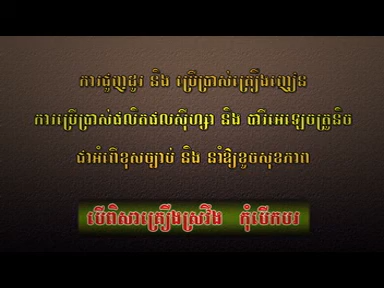 ការជួញដូរ និង ប្រើប្រាស់គ្រឿងញៀន
ការប្រើប្រាស់ផលិតផលស៊ីហ្សា និង បារីអេឡិចត្រូនិច
ជាអំពើខុសច្បាប់ និង នាំឱ្យខូចសុខភាព
បើពិសាគ្រឿងស្រវឹង កុំបើកបរ